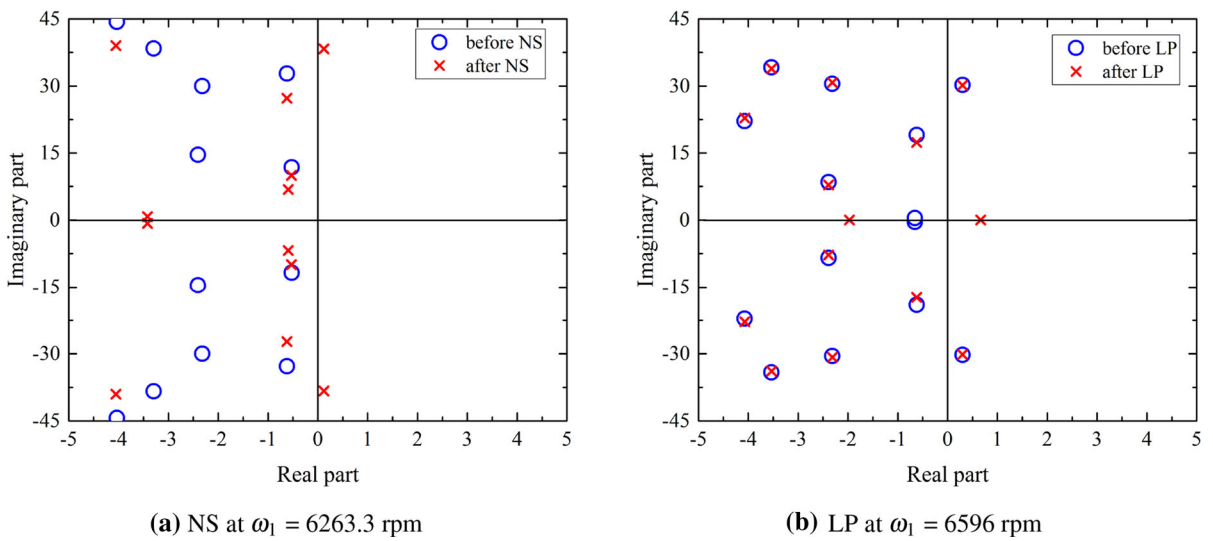 45
30
15
0
-15
-30
-45
Imaginary part
before NS
after NS
-5 -4 -3 -2 -1 0 1 2 3 4 5
Real part
(a) NS at ω1 = 6263.3 rpm
45
30
15
0
-15
-30
-45
Imaginary part
before LP
after LP
-5 -4 -3 -2 -1 0 1 2 3 4 5
Real part
(b) LP at ω1 = 6596 rpm